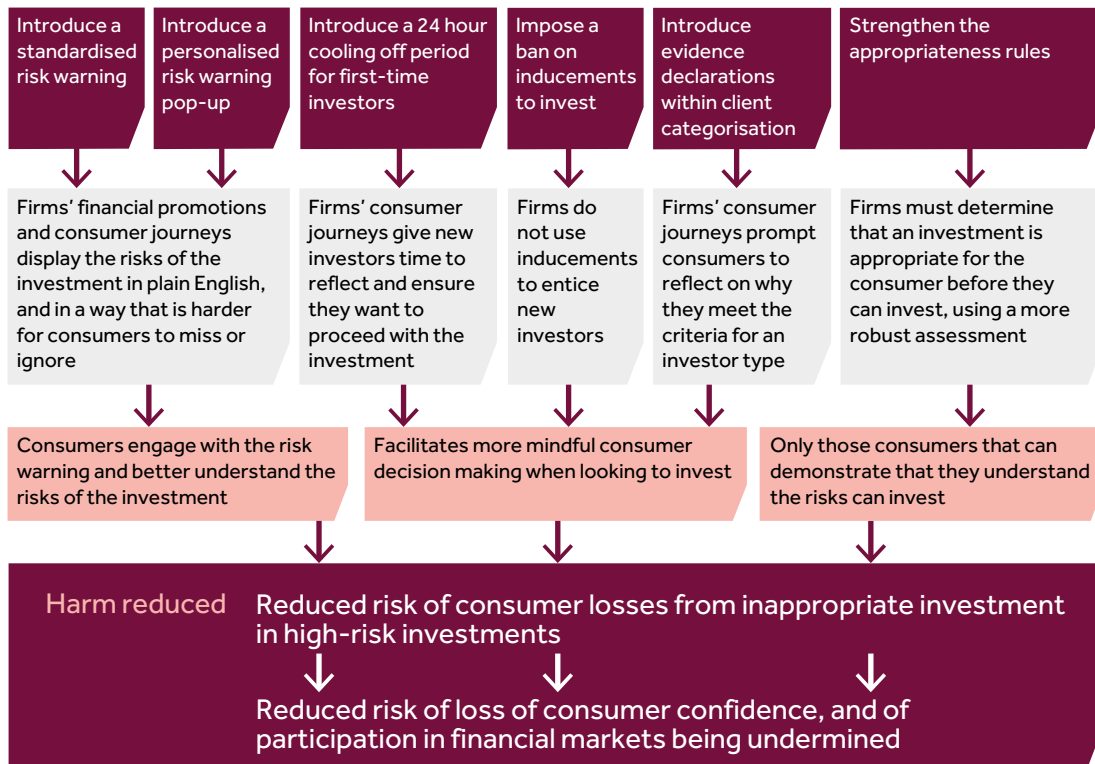 Introduce a
standardised
risk warning
Introduce a
personalised
risk warning
pop-up
Introduce a 24 hour
cooling off period
for first-time
investors
Impose a
ban on
inducements
to invest
Introduce
evidence
declarations
within client
categorisation
Strengthen the
appropriateness rules
Firms’ financial promotions
and consumer journeys
display the risks of the
investment in plain English,
and in a way that is harder
for consumers to miss or
ignore
Firms’ consumer
journeys give new
investors time to
reflect and ensure
they want to
proceed with the
investment
Firms do
not use
inducements
to entice
new
investors
Firms’ consumer
journeys prompt
consumers to
reflect on why
they meet the
criteria for an
investor type
Firms must determine
that an investment is
appropriate for the
consumer before they
can invest, using a more
robust assessment
Consumers engage with the risk
warning and better understand the
risks of the investment
Facilitates more mindful consumer
decision making when looking to invest
Only those consumers that can
demonstrate that they understand
the risks can invest
Harm reduced
Reduced risk of consumer losses from inappropriate investment
in high-risk investments
Reduced risk of loss of consumer confidence, and of
participation in financial markets being undermined